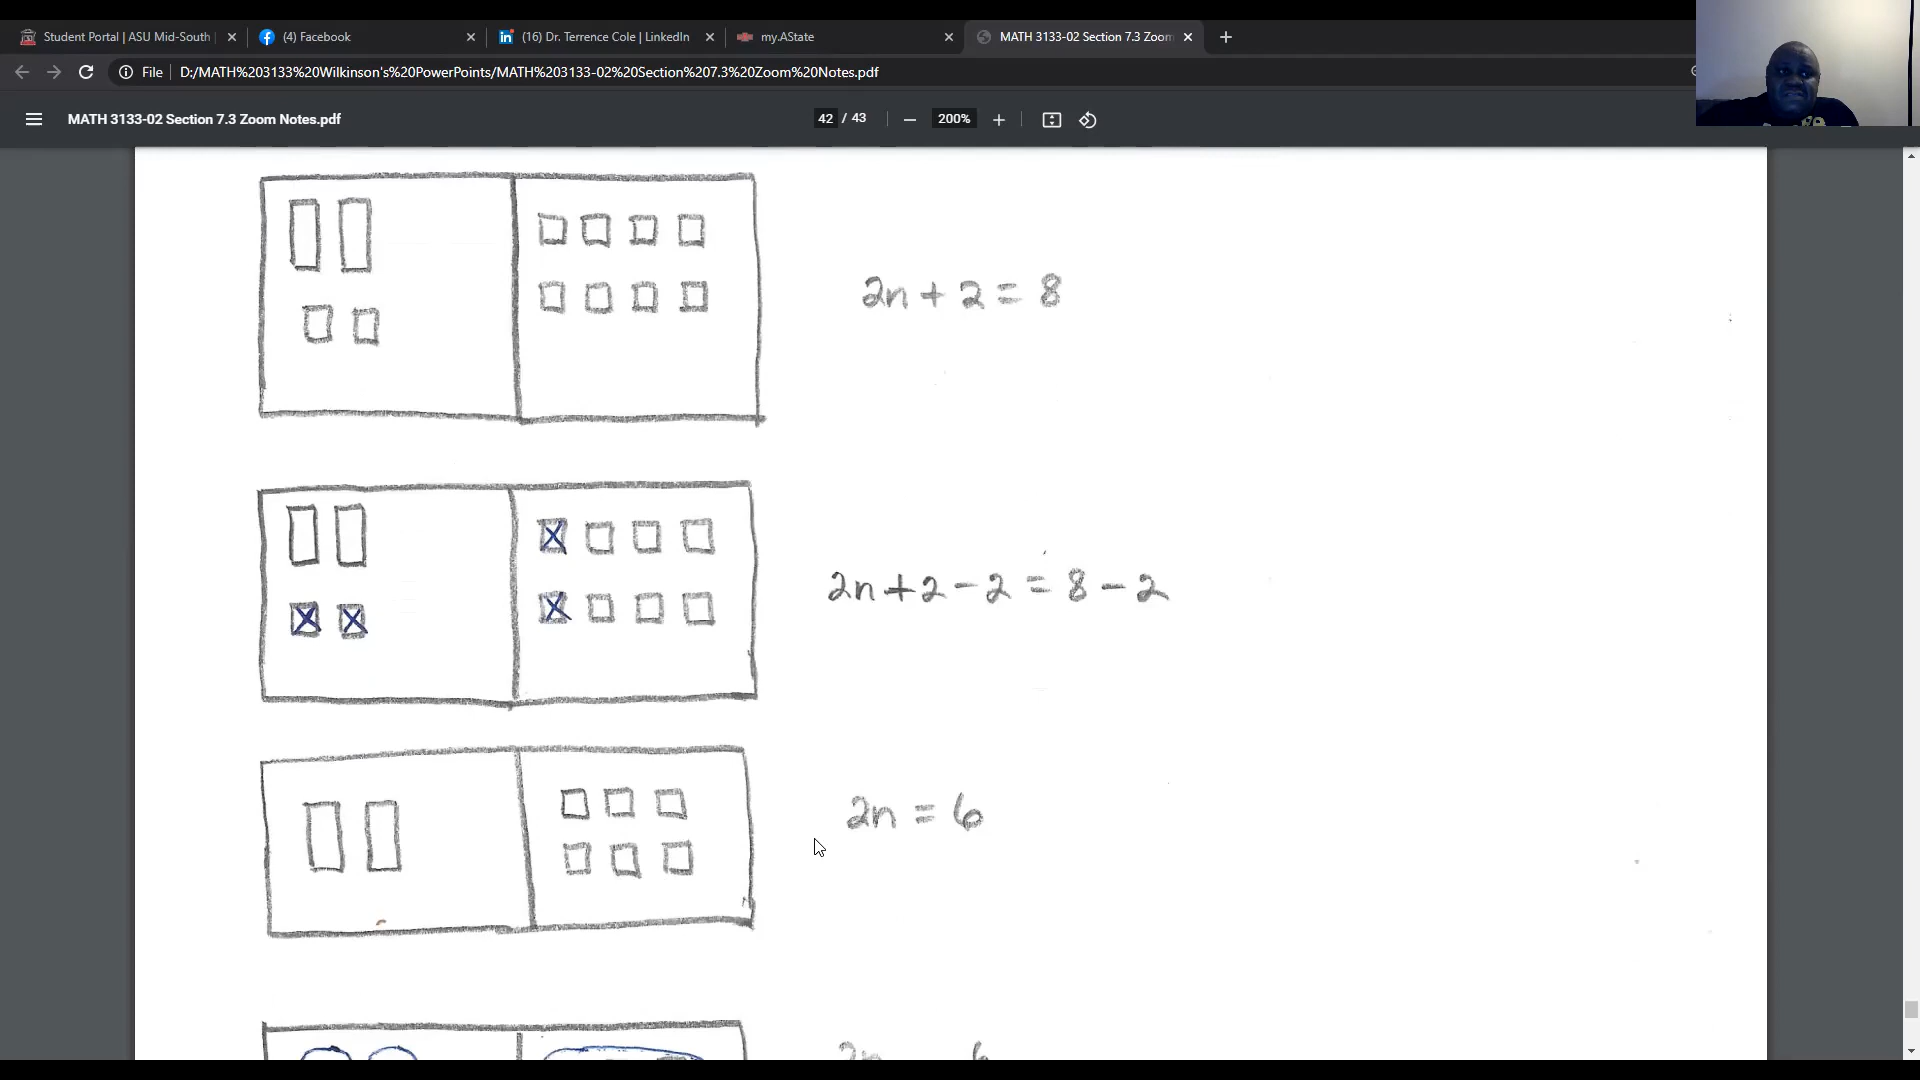 Student Portal | ASU Mid-South
(4) Facebook
(16) Dr. Terrence Cole | LinkedIn
my.AState
MATH 3133-02 Section 7.3 Zoom
File
D:/MATH%203133%20Wilkinson's%20PowerPoints/MATH%203133-02%20Section%207.3%20Zoom%20Notes.pdf
MATH 3133-02 Section 7.3 Zoom Notes.pdf
42 / 43
200%
2n + 2 = 8
2n + 2 - 2 = 8 - 2
2n = 6